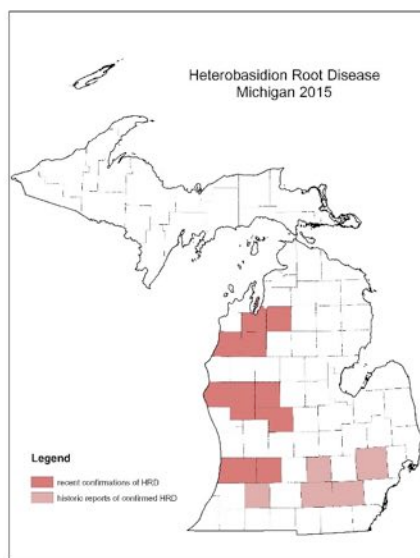 Heterobasidion Root Disease
Michigan 2015
Legend
recent confirmations of HRD
historic reports of confirmed HRD